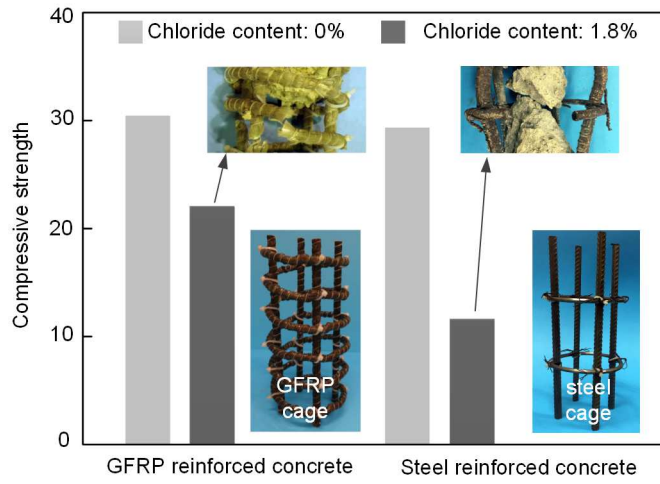 40
Chloride content: 0%
Chloride content: 1.8%
30
20
10
0
Compressive strength
GFRP
cage
steel
cage
GFRP reinforced concrete
Steel reinforced concrete